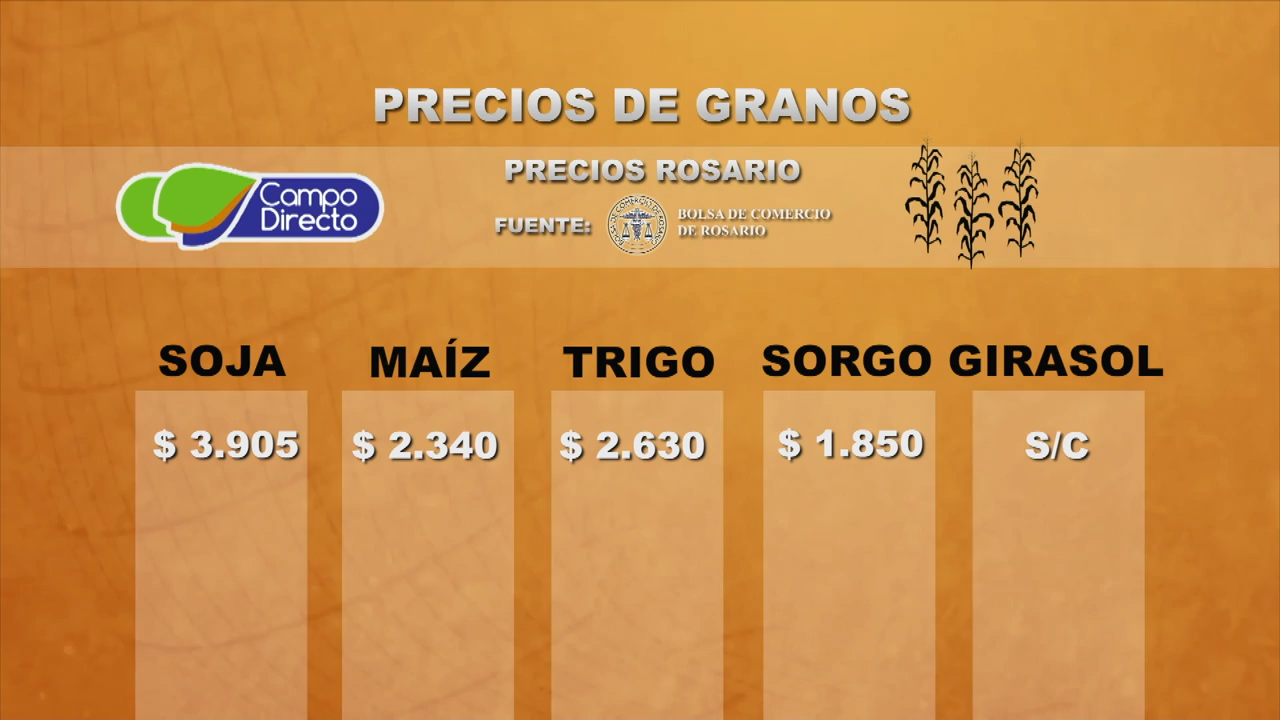 PRECIOS DE GRANOS
Campo
Directo
PRECIOS ROSARIO
FUENTE:
BOLSA DE COMERCIO
DE ROSARIO
SOJA MAÍZ TRIGO SORGO GIRASOL
$ 3.905 $ 2.340 $ 2.630 $ 1.850 S/C